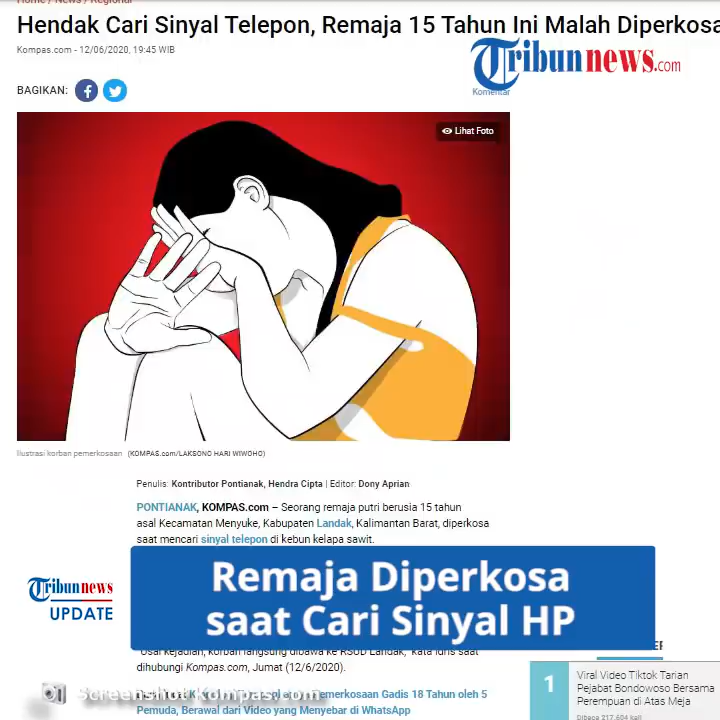 Home / News / Regional
Hendak Cari Sinyal Telepon, Remaja 15 Tahun Ini Malah Diperkosa
Kompas.com - 12/06/2020, 19:45 WIB
Tribunnews.com
BAGIKAN:
Komentar
Lihat Foto
Ilustrasi korban pemerkosaan (KOMPAS.com/LAKSONO HARI WIWOHO)
Penulis: Kontributor Pontianak, Hendra Cipta | Editor: Dony Aprian
PONTIANAK, KOMPAS.com – Seorang remaja putri berusia 15 tahun
asal Kecamatan Menyuke, Kabupaten Landak, Kalimantan Barat, diperkosa
saat mencari sinyal telepon di kebun kelapa sawit.
Remaja Diperkosa
saat Cari Sinyal HP
Tribunnews
UPDATE
"Usai kejadian, korban langsung dibawa ke RSUD Landak," kata Idris saat
dihubungi Kompas.com, Jumat (12/6/2020).
Screenshot kompas.com
pemerkosaan Gadis 18 Tahun oleh 5
Pemuda, Berawal dari Video yang Menyebar di WhatsApp
1
Viral Video Tiktok Tarian
Pejabat Bondowoso Bersama
Perempuan di Atas Meja
Dibaca 217.604 kali